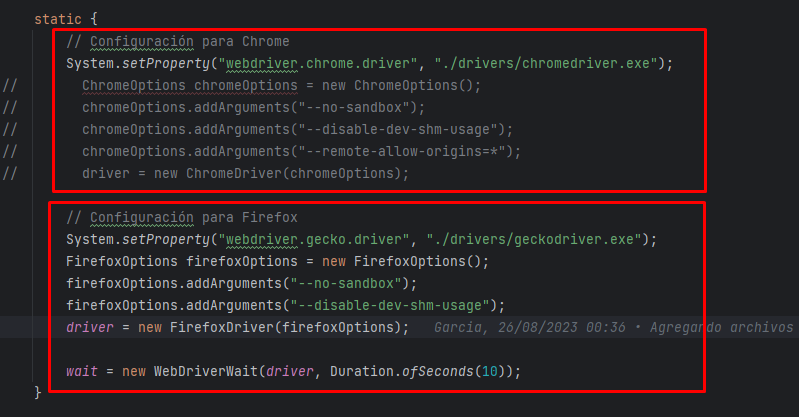 static {
// Configuración para Chrome
System.setProperty("webdriver.chrome.driver", "./drivers/chromedriver.exe");
// ChromeOptions chromeOptions = new ChromeOptions();
// chromeOptions.addArguments("--no-sandbox");
// chromeOptions.addArguments("--disable-dev-shm-usage");
// chromeOptions.addArguments("--remote-allow-origins=*");
// driver = new ChromeDriver(chromeOptions);
// Configuración para Firefox
System.setProperty("webdriver.gecko.driver", "./drivers/geckodriver.exe");
FirefoxOptions firefoxOptions = new FirefoxOptions();
firefoxOptions.addArguments("--no-sandbox");
firefoxOptions.addArguments("--disable-dev-shm-usage");
driver = new FirefoxDriver(firefoxOptions); Garcia, 26/08/2023 00:36 • Agregando archivos
wait = new WebDriverWait(driver, Duration.ofSeconds(10));
}